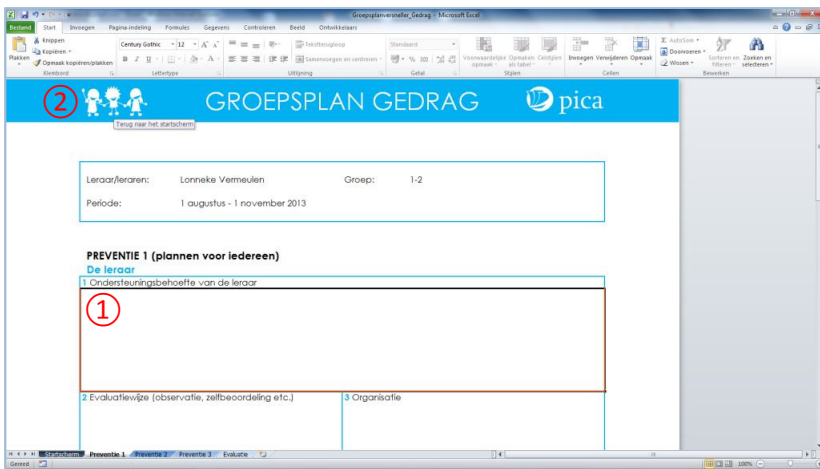 Groepsplanversneller_Gedrag - Microsoft Excel
Bestand Start Invoegen Pagina-indeling Formules Gegevens Controleren Beeld Ontwikkelaars
Plakken
Knippen
Kopiëren
Opmaak kopiëren/plakken
Klembord
Century Gothic 12
B I U
Lettertype
Terugloop
Samenvoegen en centreren
Uitlijning
Standaard
% 000
Getal
Voorwaardelijke opmaak
Opmaken als tabel
Celstijlen
Stijlen
Invoegen Verwijderen Opmaak
Cellen
Σ AutoSom
Doorvoeren
Wissen
Sorteren en filteren
Zoeken en selecteren
Bewerken
2
GROEPSPLAN GEDRAG
pica
Terug naar het startscherm
Leraar/leraren: Lonneke Vermeulen Groep: 1-2
Periode: 1 augustus - 1 november 2013
PREVENTIE 1 (plannen voor iedereen)
De leraar
1 Ondersteuningsbehoefte van de leraar
1
2 Evaluatiewijze (observatie, zelfbeoordeling etc.) 3 Organisatie
Startscherm Preventie 1 Preventie 2 Preventie 3 Evaluatie
Gereed 100%